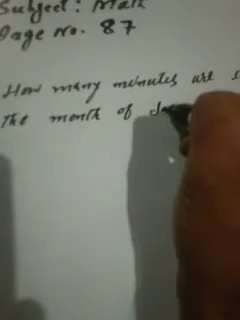 Subject: Math
Page No. 87
How many minutes are
the month of